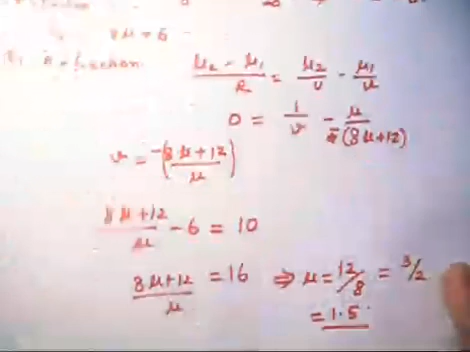 8μ+6 -
μ₂ - μ₁ / R = μ₂ / v - μ₁ / u
0 = 1 / v - μ / -(8μ+12)
v = -(8μ+12 / μ)
8μ+12 / μ - 6 = 10
8μ+12 / μ = 16 ⇒ μ = 12/8 = 3/2
= 1.5